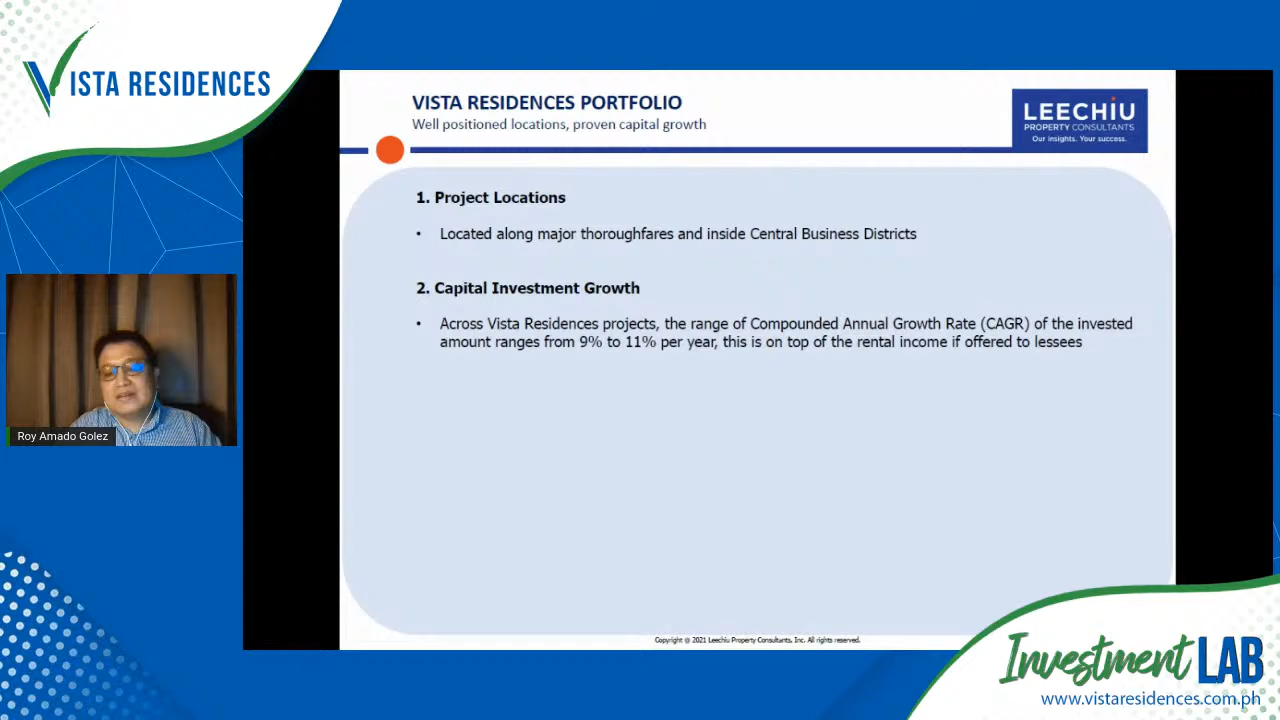 VISTA RESIDENCES
VISTA RESIDENCES PORTFOLIO
Well positioned locations, proven capital growth
LEECHIU
PROPERTY CONSULTANTS
Our insights. Your success.
1. Project Locations
• Located along major thoroughfares and inside Central Business Districts
2. Capital Investment Growth
• Across Vista Residences projects, the range of Compounded Annual Growth Rate (CAGR) of the invested
amount ranges from 9% to 11% per year, this is on top of the rental income if offered to lessees
Roy Amado Golez
Copyright @ 2021 Leechiu Property Consultants, Inc. All rights reserved.
Investment LAB
www.vistaresidences.com.ph